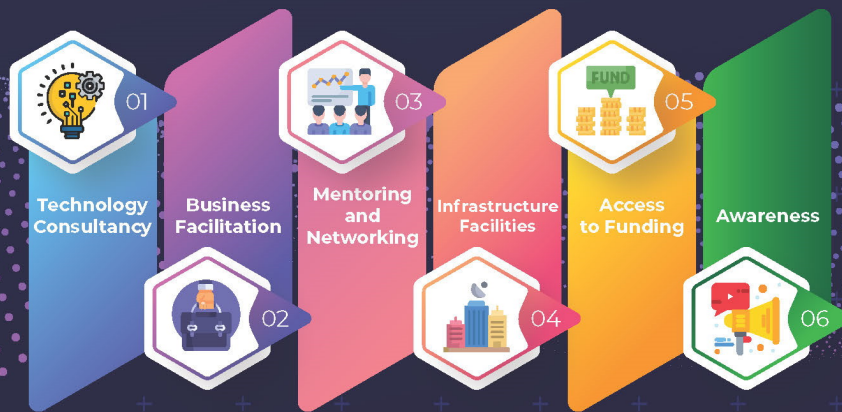 01
Technology
Consultancy
Business
Facilitation
02
03
Mentoring
and
Networking
Infrastructure
Facilities
04
FUND
05
Access
to Funding
Awareness
06